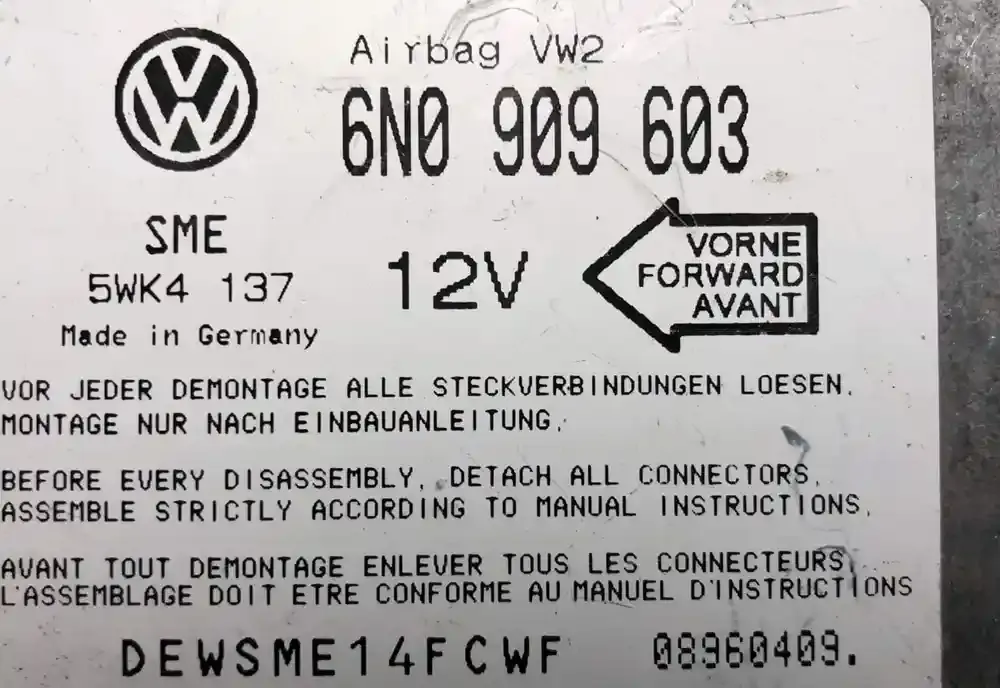 Airbag VW2
6N0 909 603
SME
5WK4 137
Made in Germany
12V
VORNE
FORWARD
AVANT
VOR JEDER DEMONTAGE ALLE STECKVERBINDUNGEN LOESEN.
MONTAGE NUR NACH EINBAUANLEITUNG.
BEFORE EVERY DISASSEMBLY, DETACH ALL CONNECTORS.
ASSEMBLE STRICTLY ACCORDING TO MANUAL INSTRUCTIONS.
AVANT TOUT DEMONTAGE ENLEVER TOUS LES CONNECTEURS.
L'ASSEMBLAGE DOIT ETRE CONFORME AU MANUEL D'INSTRUCTIONS
DEWSME14FCWF 08960409.